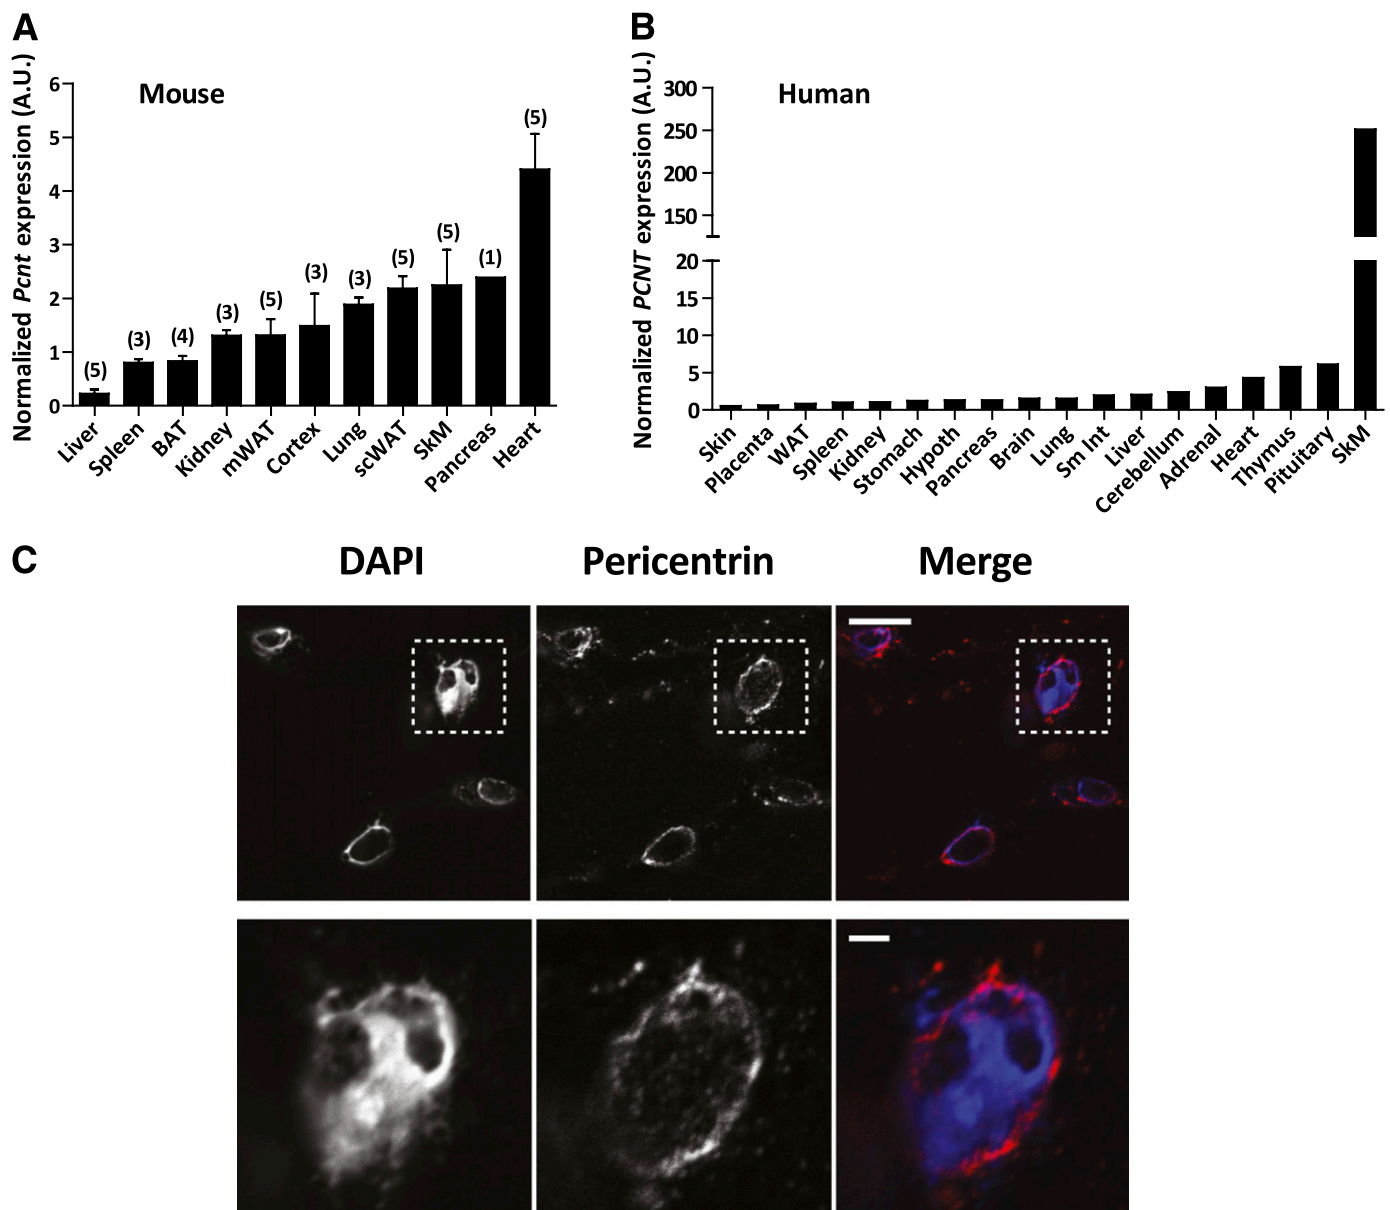 A
Normalized Pcnt expression (A.U.)
Mouse
6
5
4
3
2
1
0
(5)
(3)
(4)
(3)
(5)
(3)
(3)
(5)
(5)
(1)
(5)
Liver
Spleen
BAT
Kidney
mWAT
Cortex
Lung
scWAT
SkM
Pancreas
Heart
B
Normalized PCNT expression (A.U.)
Human
300
250
200
150
20
15
10
5
0
Skin
Placenta
WAT
Spleen
Kidney
Stomach
Hypoth
Pancreas
Brain
Lung
Sm Int
Liver
Cerebellum
Adrenal
Heart
Thymus
Pituitary
SkM
C
DAPI
Pericentrin
Merge